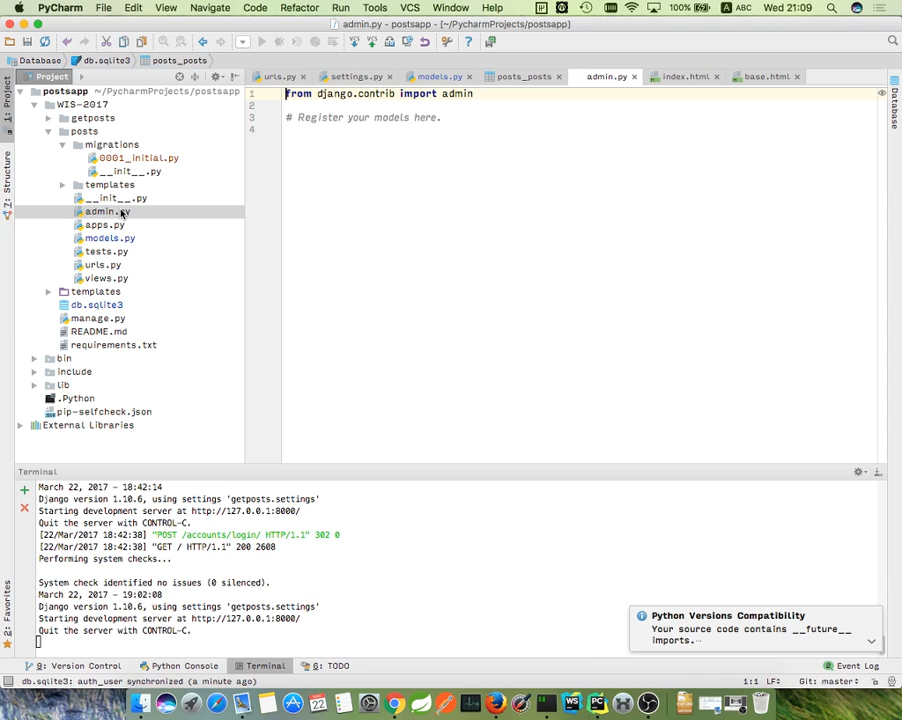 PyCharm File Edit View Navigate Code Refactor Run Tools VCS Window Help 100% ABC Wed 21:09
admin.py - postsapp - [~/PycharmProjects/postsapp]
Database db.sqlite3 posts_posts
Project urls.py settings.py models.py posts_posts admin.py index.html base.html
1: Project
7: Structure
2: Favorites
Database
postsapp ~/PycharmProjects/postsapp
WIS-2017
getposts
posts
migrations
0001_initial.py
__init__.py
templates
__init__.py
admin.py
apps.py
models.py
tests.py
urls.py
views.py
templates
db.sqlite3
manage.py
README.md
requirements.txt
bin
include
lib
.Python
pip-selfcheck.json
External Libraries
1 from django.contrib import admin
2
3 # Register your models here.
4
Terminal
March 22, 2017 - 18:42:14
Django version 1.10.6, using settings 'getposts.settings'
Starting development server at http://127.0.0.1:8000/
Quit the server with CONTROL-C.
[22/Mar/2017 18:42:38] "POST /accounts/login/ HTTP/1.1" 302 0
[22/Mar/2017 18:42:38] "GET / HTTP/1.1" 200 2608
Performing system checks...
System check identified no issues (0 silenced).
March 22, 2017 - 19:02:08
Django version 1.10.6, using settings 'getposts.settings'
Starting development server at http://127.0.0.1:8000/
Quit the server with CONTROL-C.
Python Versions Compatibility
Your source code contains __future__
imports.
9: Version Control Python Console Terminal 6: TODO Event Log
db.sqlite3: auth_user synchronized (a minute ago) 1:1 LF÷ Git: master÷